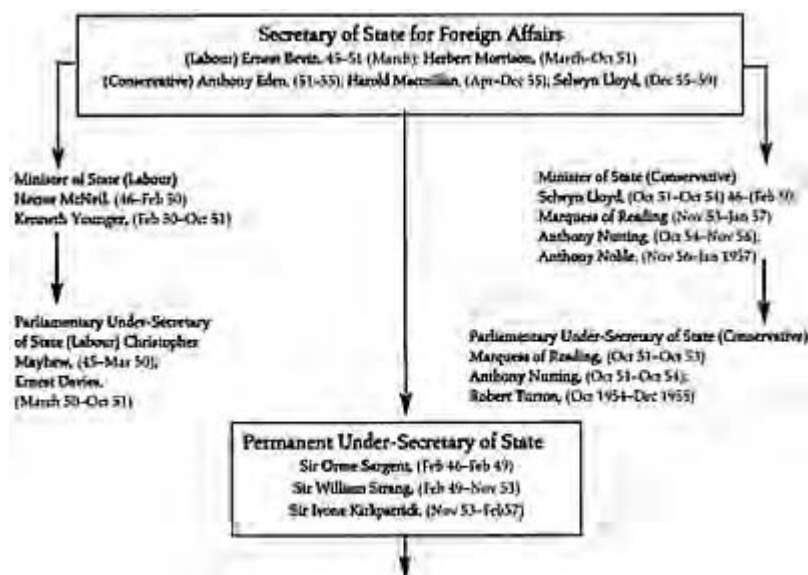 Secretary of State for Foreign Affairs
(Labour) Ernest Bevin, 45–51 (March); Herbert Morrison, (March–Oct 51)
(Conservative) Anthony Eden, (51–55); Harold Macmillan, (Apr–Dec 55); Selwyn Lloyd, (Dec 55–59)
Minister of State (Labour)
Hector McNeil, (46–Feb 50)
Kenneth Younger, (Feb 50–Oct 51)
Minister of State (Conservative)
Selwyn Lloyd, (Oct 51–Oct 54) 46–(Feb 50)
Marquess of Reading (Nov 53–Jan 57)
Anthony Nutting, (Oct 54–Nov 56);
Anthony Noble, (Nov 56–Jan 1957)
Parliamentary Under-Secretary
of State (Labour) Christopher
Mayhew, (45–Mar 50);
Ernest Davies,
(March 50–Oct 51)
Parliamentary Under-Secretary of State (Conservative)
Marquess of Reading, (Oct 51–Oct 53)
Anthony Nutting, (Oct 51–Oct 54);
Robert Turton, (Oct 1954–Dec 1955)
Permanent Under-Secretary of State
Sir Orme Sargent, (Feb 46–Feb 49)
Sir William Strang, (Feb 49–Nov 53)
Sir Ivone Kirkpatrick, (Nov 53–Feb57)